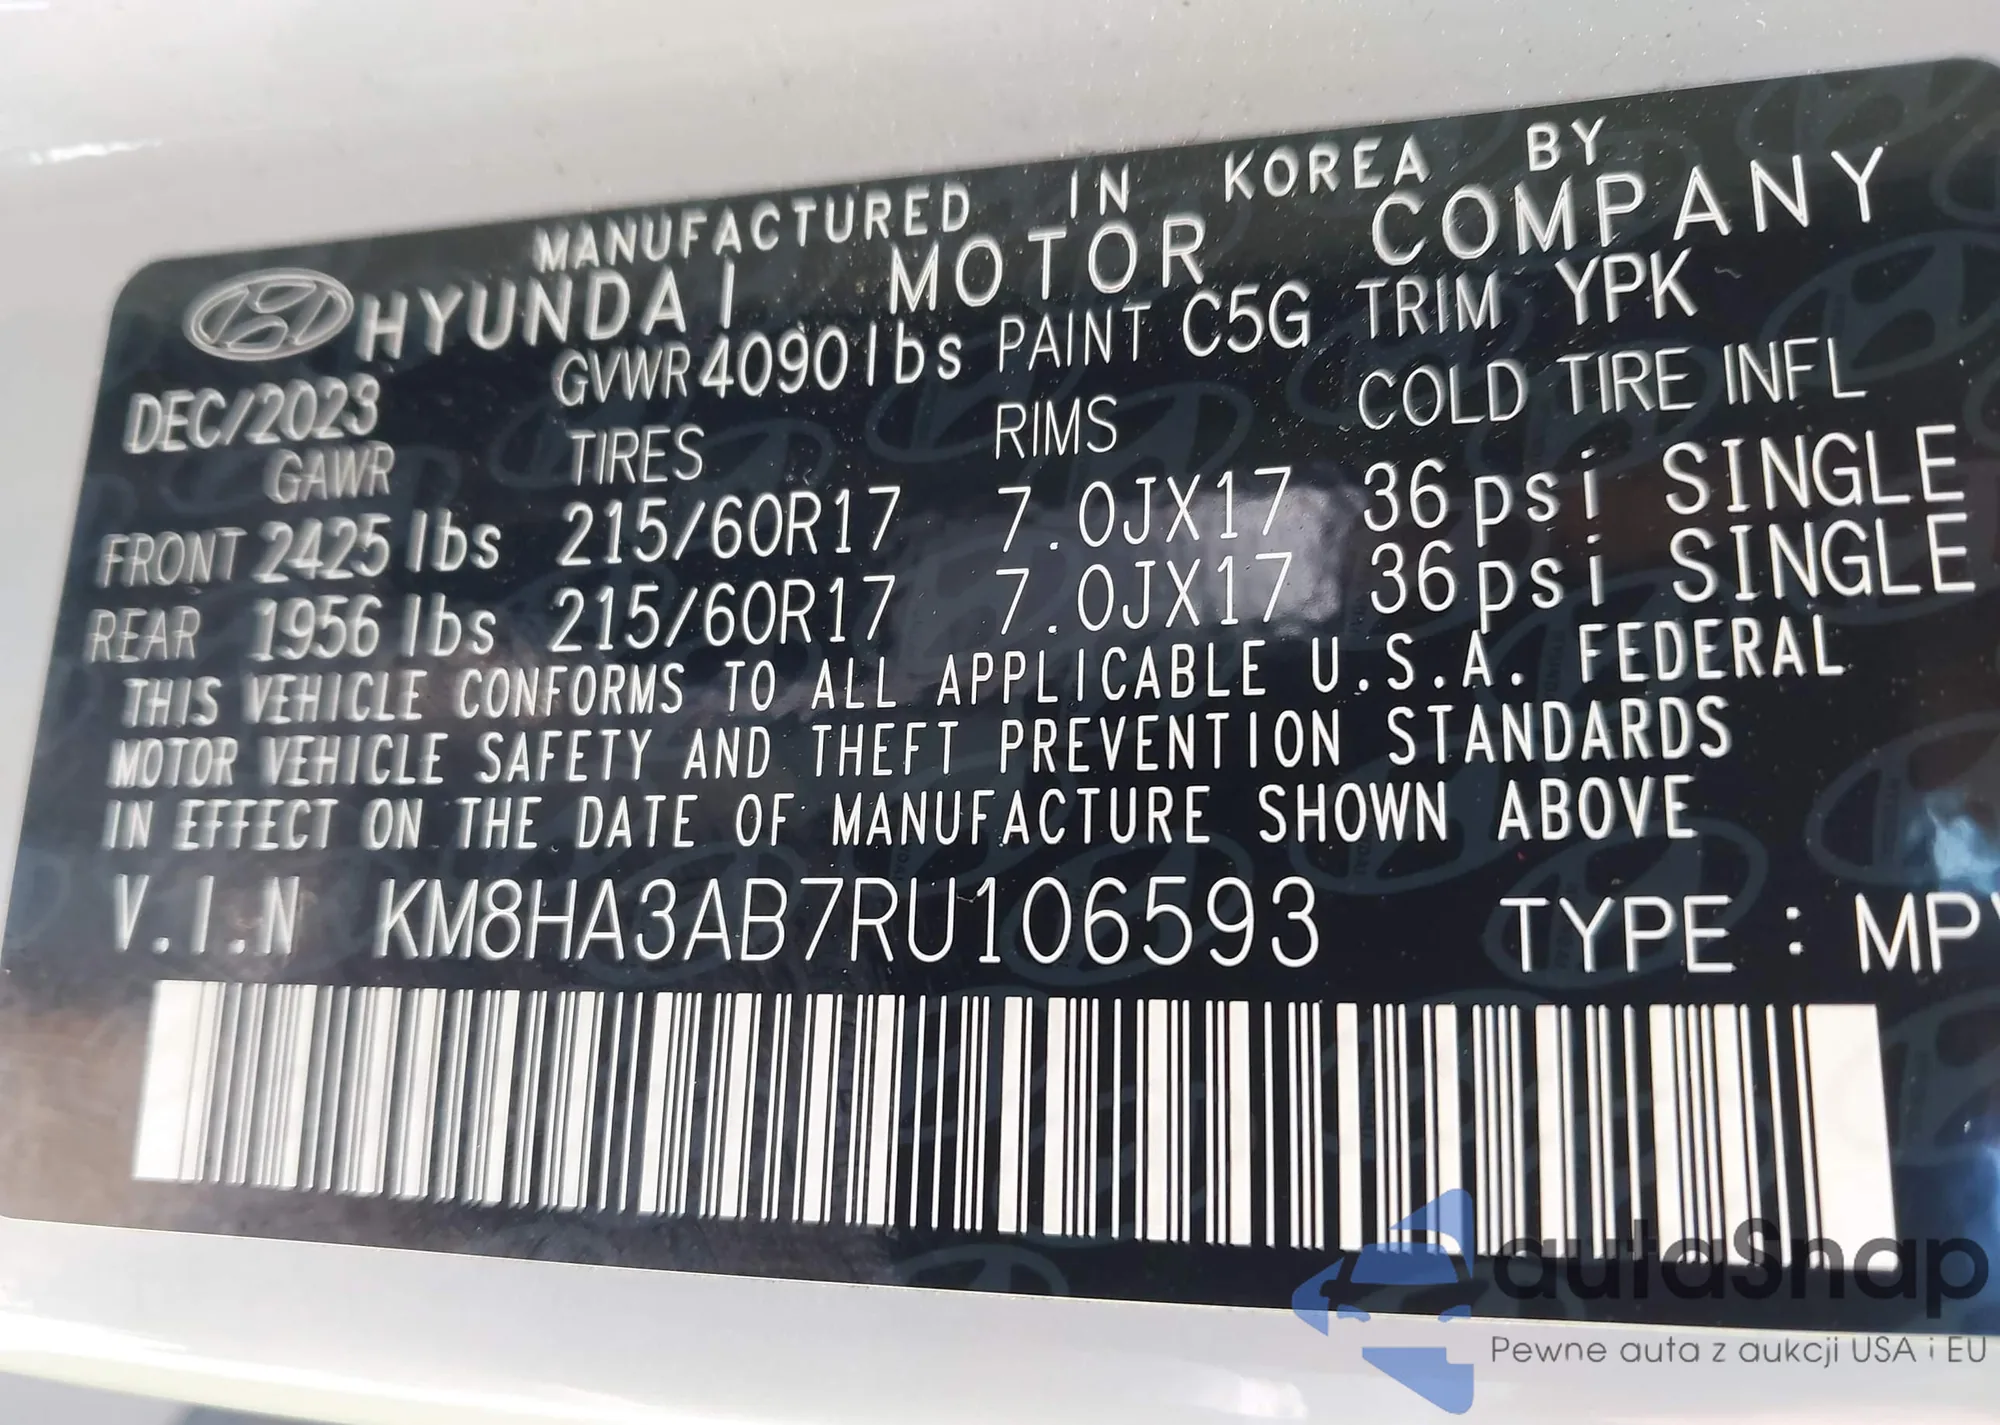 MANUFACTURED IN KOREA BY
HYUNDAI MOTOR COMPANY
DEC/2023 GVWR 4090 lbs PAINT C5G TRIM YPK
GAWR TIRES RIMS COLD TIRE INFL
FRONT 2425 lbs 215/60R17 7.0JX17 36 psi SINGLE
REAR 1956 lbs 215/60R17 7.0JX17 36 psi SINGLE
THIS VEHICLE CONFORMS TO ALL APPLICABLE U.S.A. FEDERAL
MOTOR VEHICLE SAFETY AND THEFT PREVENTION STANDARDS
IN EFFECT ON THE DATE OF MANUFACTURE SHOWN ABOVE
V.I.N KM8HA3AB7RU106593 TYPE : MPV
autaSnap
Pewne auta z aukcji USA i EU